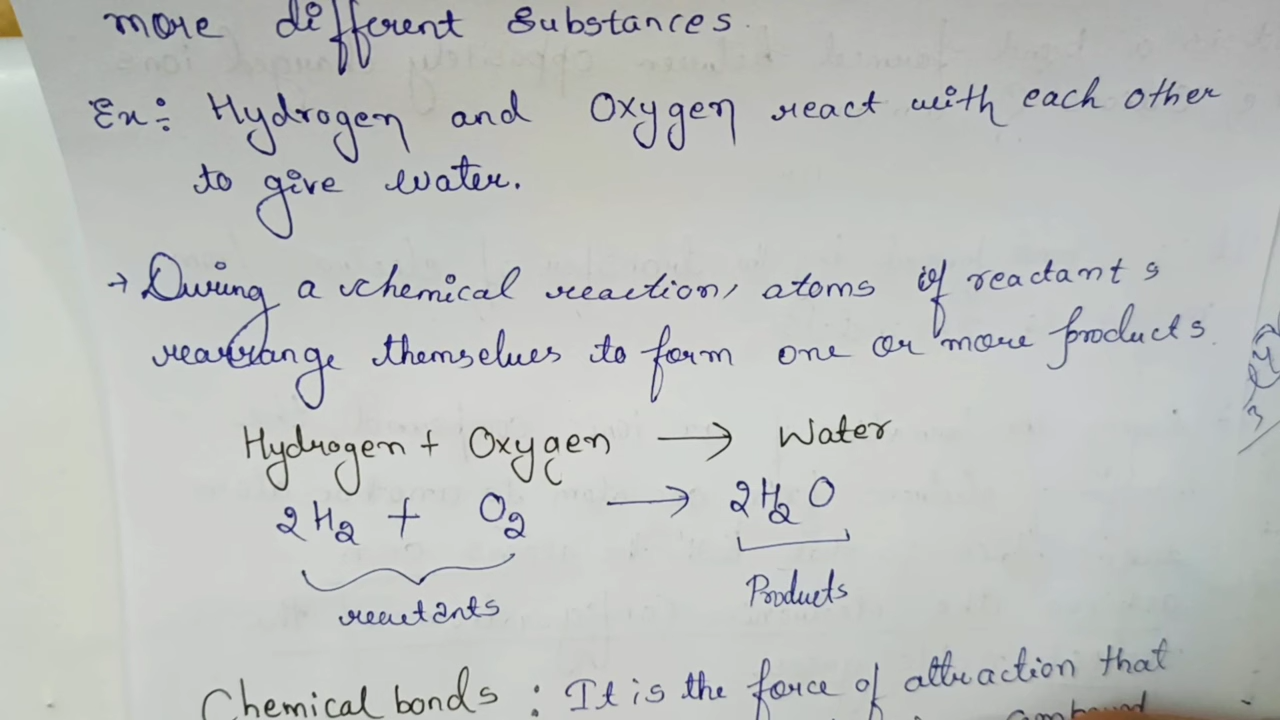 more different substances.
Ex:- Hydrogen and Oxygen react with each other
to give water.
→ During a chemical reaction, atoms of reactants
rearrange themselves to form one or more products.
Hydrogen + Oxygen → Water
2H₂ + O₂ → 2H₂O
reactants Products
Chemical bonds : It is the force of attraction that
compound